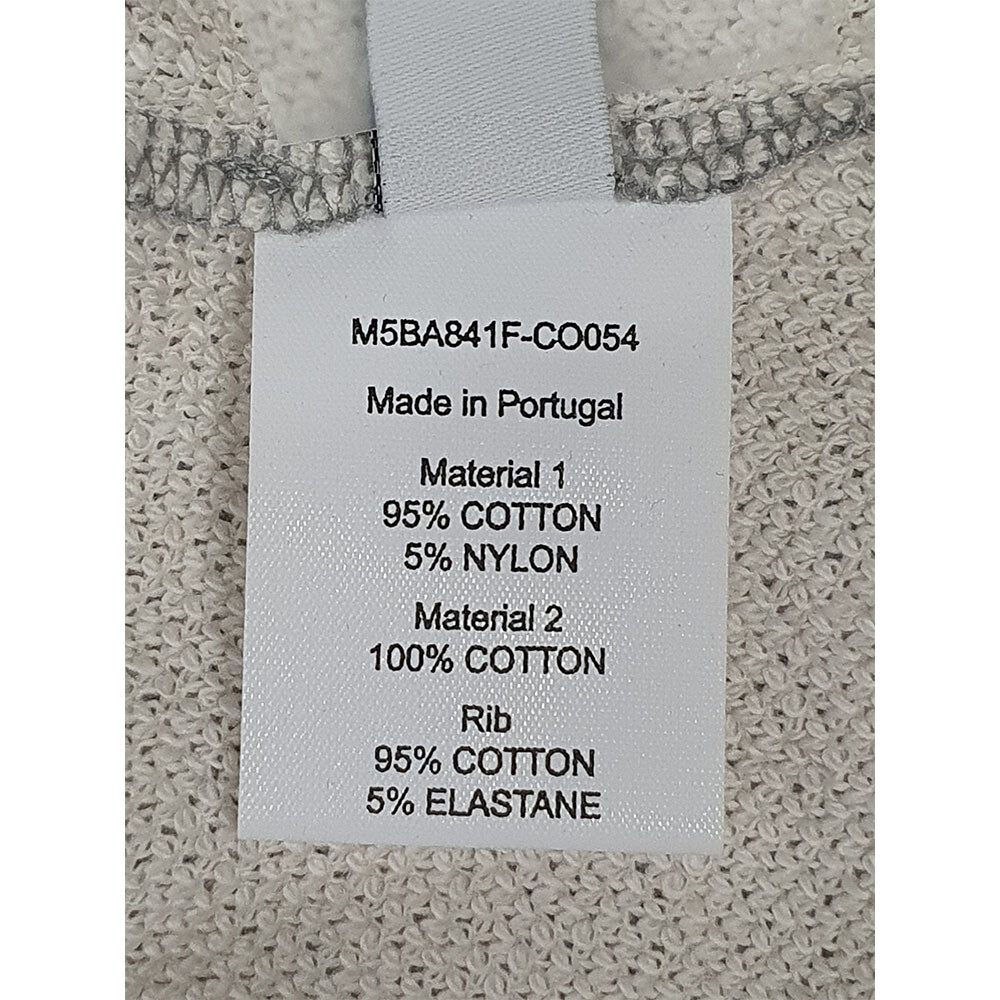 M5BA841F-CO054
Made in Portugal
Material 1
95% COTTON
5% NYLON
Material 2
100% COTTON
Rib
95% COTTON
5% ELASTANE